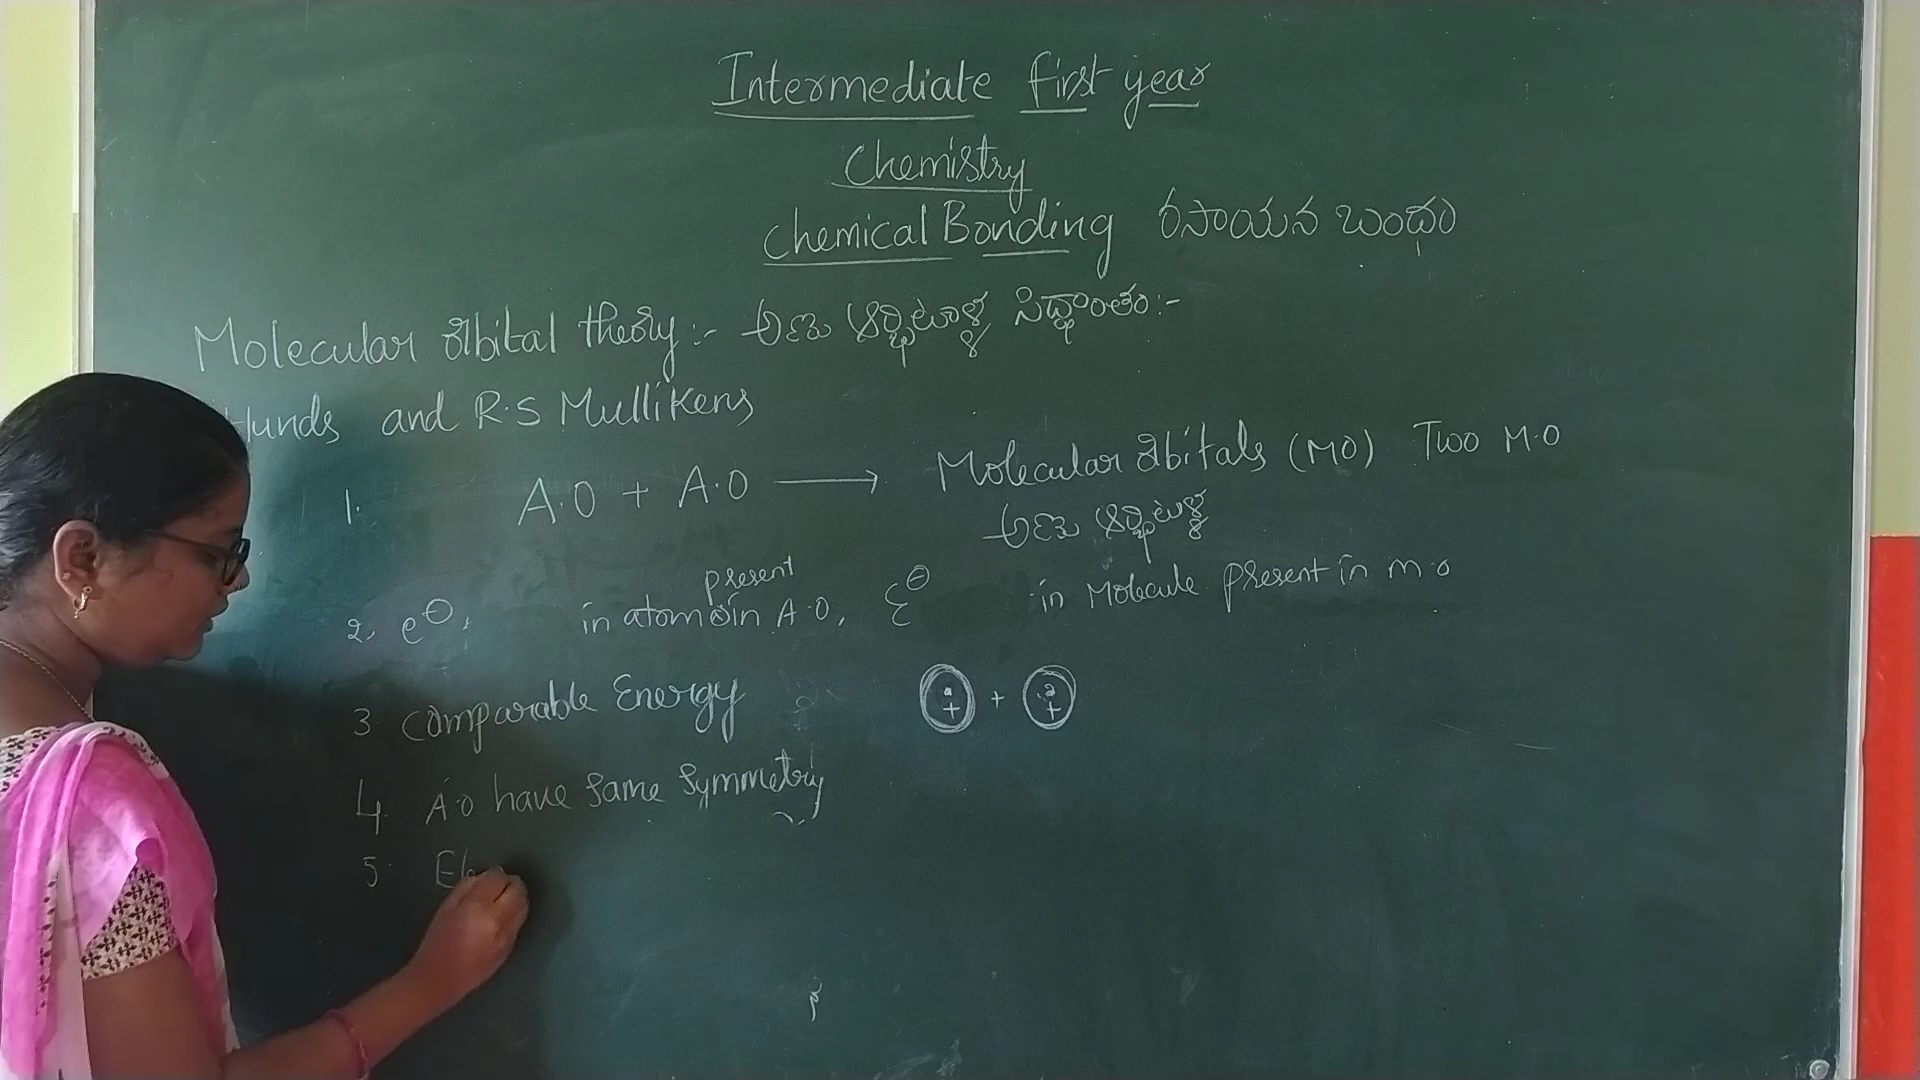 Intermediate first year
Chemistry
Chemical Bonding రసాయన బంధం
Molecular orbital theory:- అణు ఆర్బిటాళ్ళ సిద్ధాంతం:-
Hunds and R.S Mullikens
1. A.O + A.O → Molecular orbitals (MO) Two M.O
అణు ఆర్బిటాళ్ళ
present
2, e⊖, in atom in A.O, e⊖ in Molecule present in m.o
3 Comparable Energy + + +
4 A.O have same symmetry
5. Ele